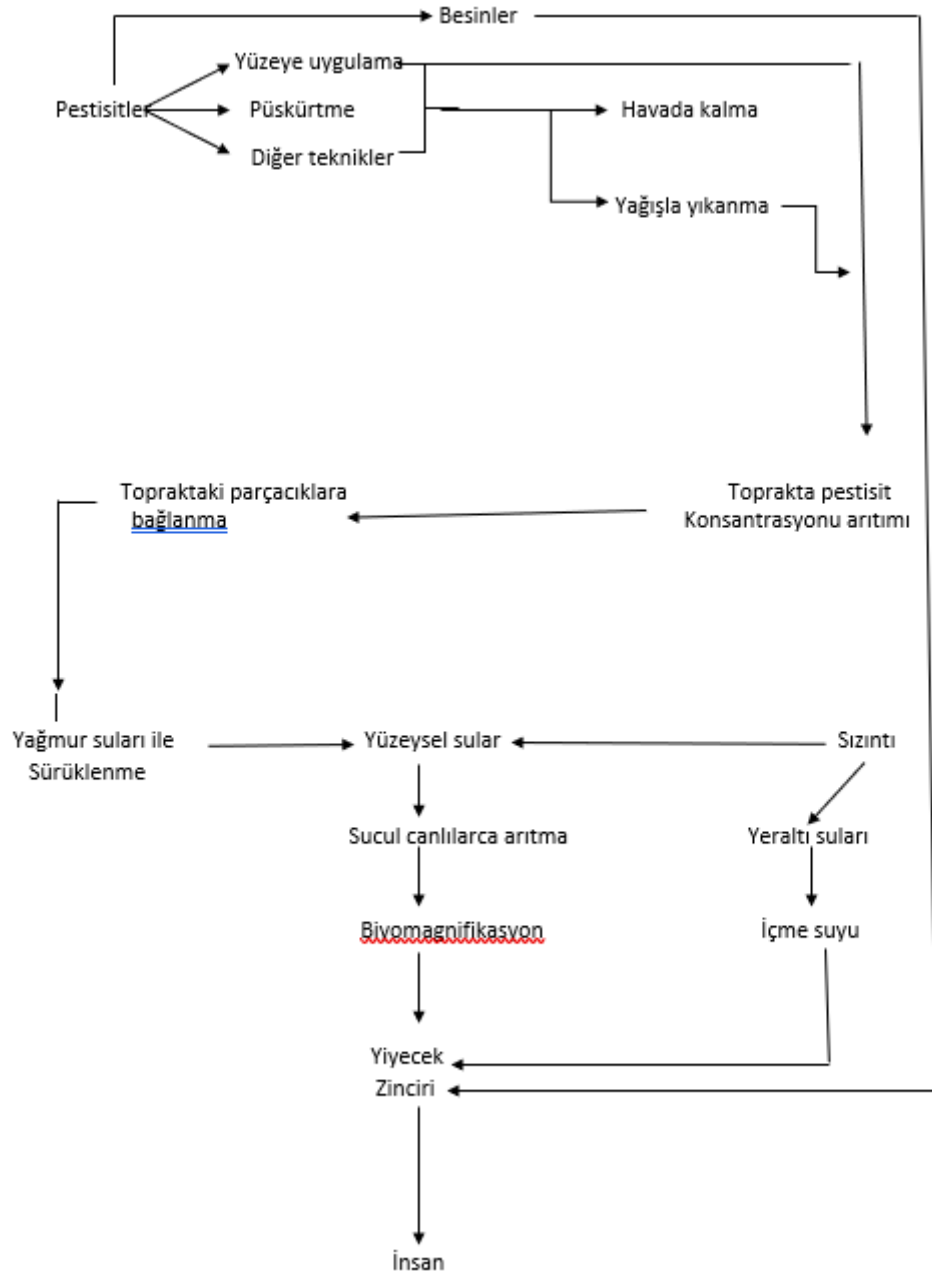 Besinler
Yüzeye uygulama
Pestisitler
Püskürtme
Havada kalma
Diğer teknikler
Yağışla yıkanma
Topraktaki parçacıklara
bağlanma
Toprakta pestisit
Konsantrasyonu arıtımı
Yağmur suları ile
Sürüklenme
Yüzeysel sular
Sızıntı
Sucul canlılarca arıtma
Yeraltı suları
Biyomagnifikasyon
İçme suyu
Yiyecek
Zinciri
İnsan